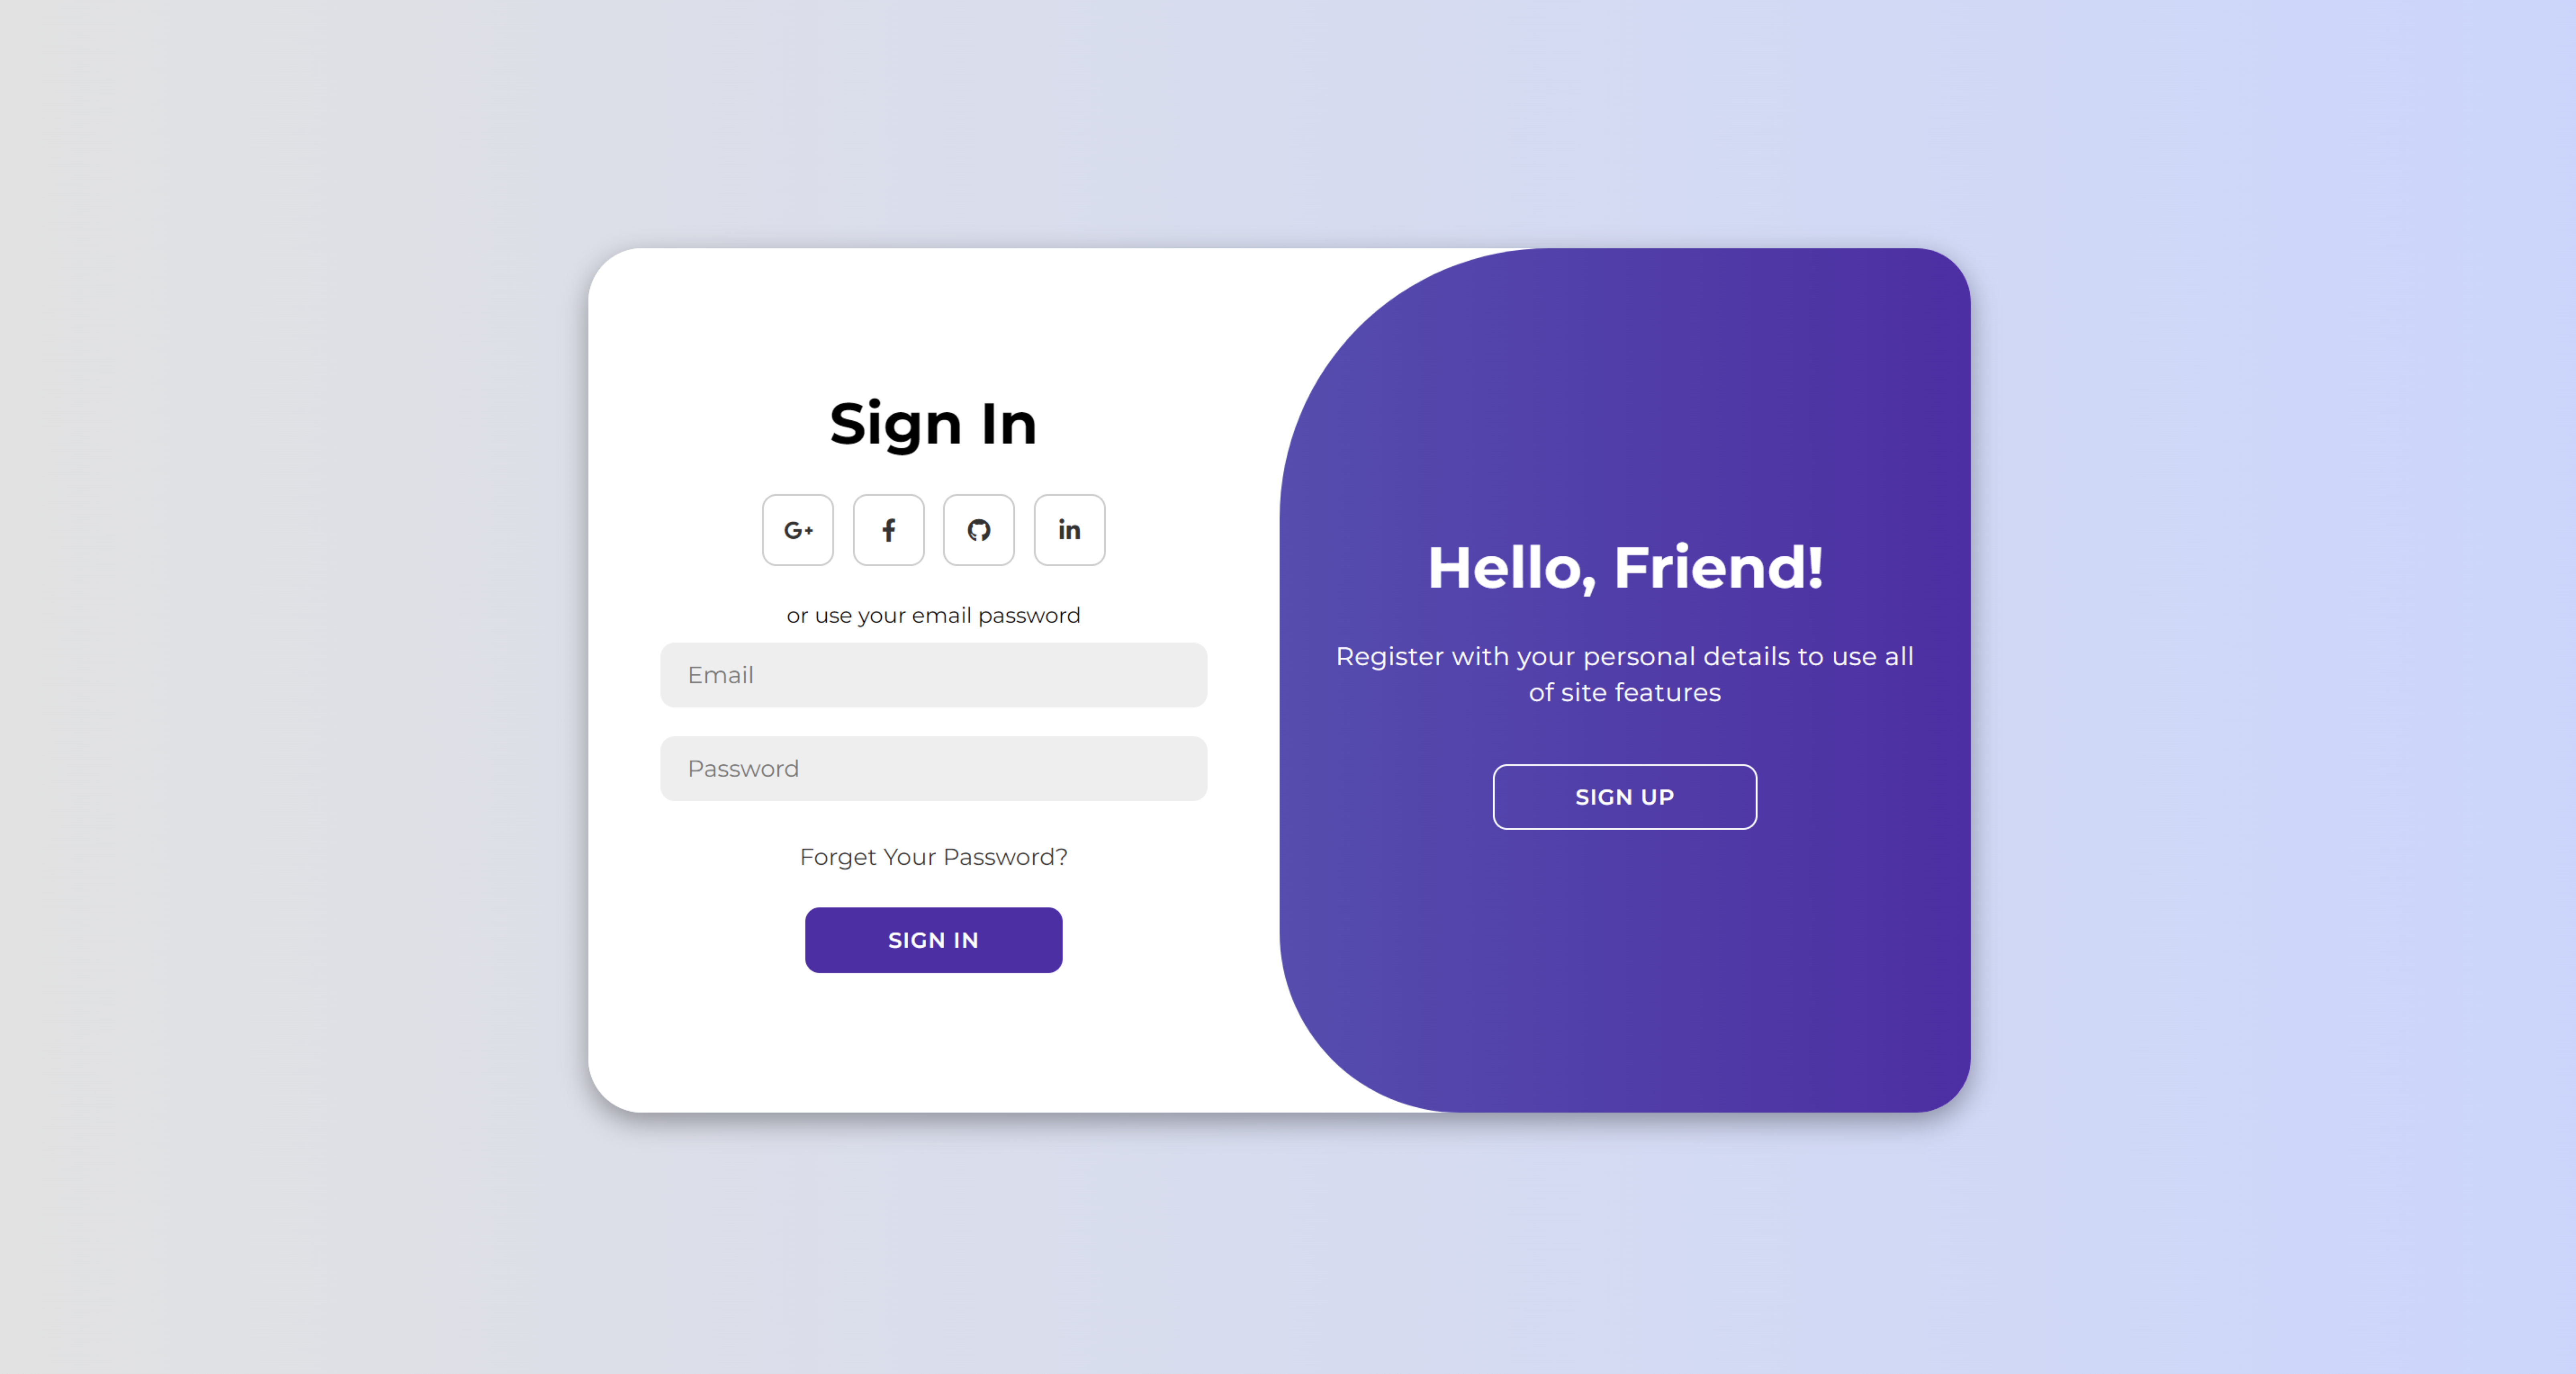 Sign In
G+
f
in
or use your email password
Email
Password
Forget Your Password?
SIGN IN
Hello, Friend!
Register with your personal details to use all
of site features
SIGN UP